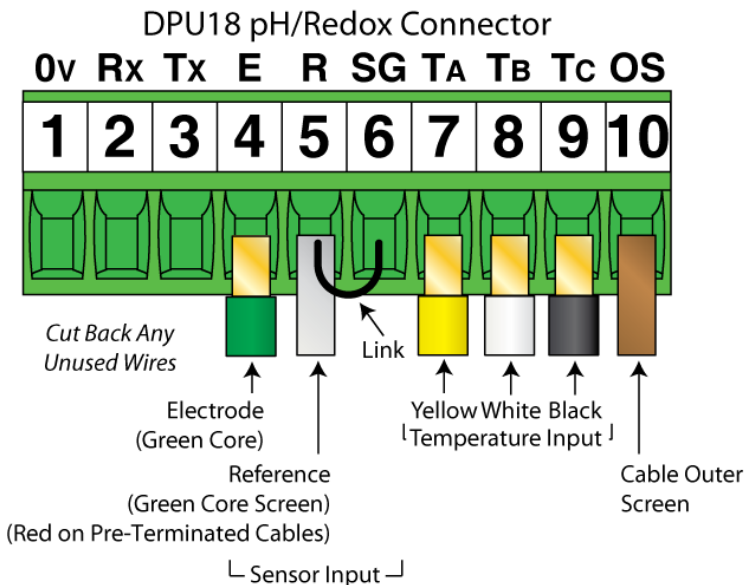 DPU18 pH/Redox Connector
0V RX TX E R SG TA TB TC OS
1 2 3 4 5 6 7 8 9 10
Cut Back Any
Unused Wires
Link
Electrode
(Green Core)
Yellow White Black
Temperature Input
Reference
(Green Core Screen)
(Red on Pre-Terminated Cables)
Cable Outer
Screen
Sensor Input